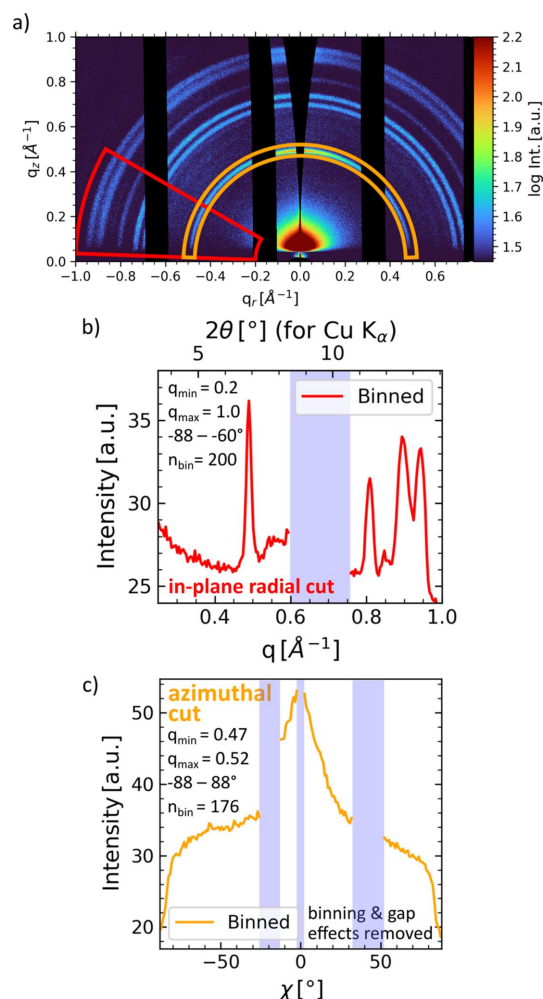 a)
1.0
0.8
0.6
0.4
0.2
0.0
q_z [Å⁻¹]
−1.0 −0.8 −0.6 −0.4 −0.2 0.0 0.2 0.4 0.6
q_r [Å⁻¹]
2.2
2.1
2.0
1.9
1.8
1.7
1.6
1.5
log Int. [a.u.]
b)
2θ [°] (for Cu K_α)
5 10
q_min = 0.2
q_max = 1.0
-88 – -60°
n_bin = 200
Binned
35
30
25
Intensity [a.u.]
in-plane radial cut
0.4 0.6 0.8 1.0
q [Å⁻¹]
c)
azimuthal
cut
q_min = 0.47
q_max = 0.52
-88 – 88°
n_bin = 176
50
40
30
20
Intensity [a.u.]
Binned
binning & gap
effects removed
−50 0 50
χ [°]